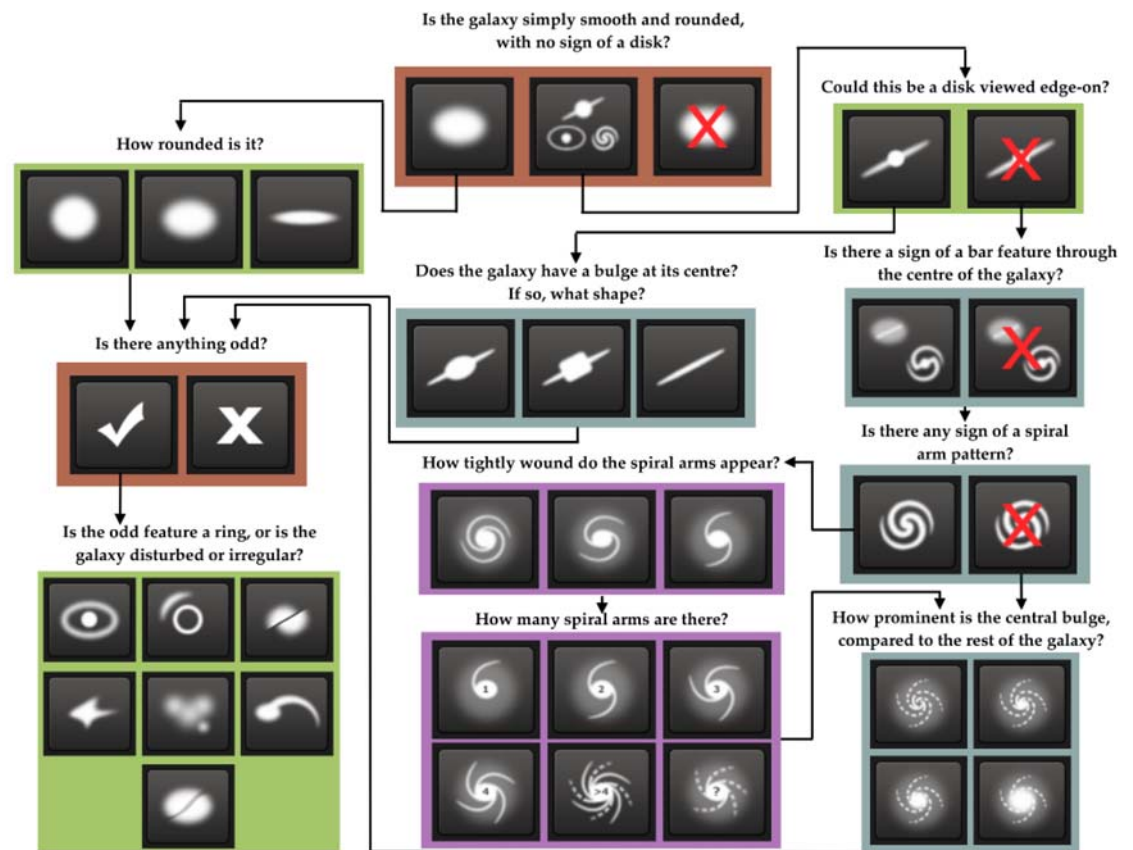 Is the galaxy simply smooth and rounded,
with no sign of a disk?
Could this be a disk viewed edge-on?
How rounded is it?
Does the galaxy have a bulge at its centre?
If so, what shape?
Is there a sign of a bar feature through
the centre of the galaxy?
Is there anything odd?
Is there any sign of a spiral
arm pattern?
How tightly wound do the spiral arms appear?
Is the odd feature a ring, or is the
galaxy disturbed or irregular?
How many spiral arms are there?
1
2
3
4
>4
?
How prominent is the central bulge,
compared to the rest of the galaxy?